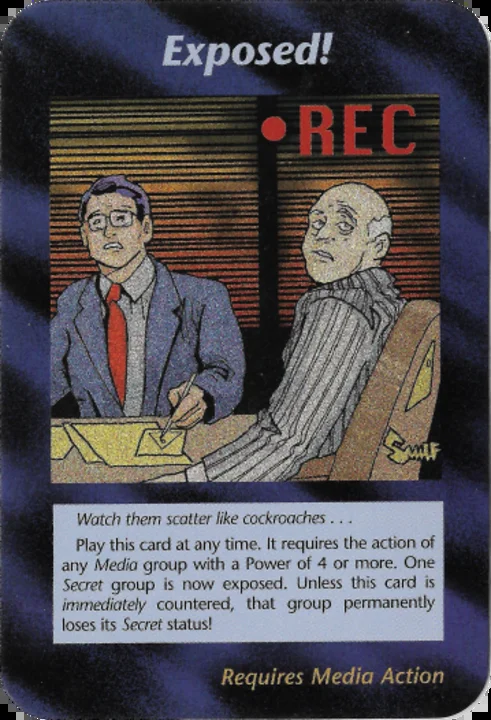 Exposed!
REC
Watch them scatter like cockroaches . . .
Play this card at any time. It requires the action of
any Media group with a Power of 4 or more. One
Secret group is now exposed. Unless this card is
immediately countered, that group permanently
loses its Secret status!
Requires Media Action